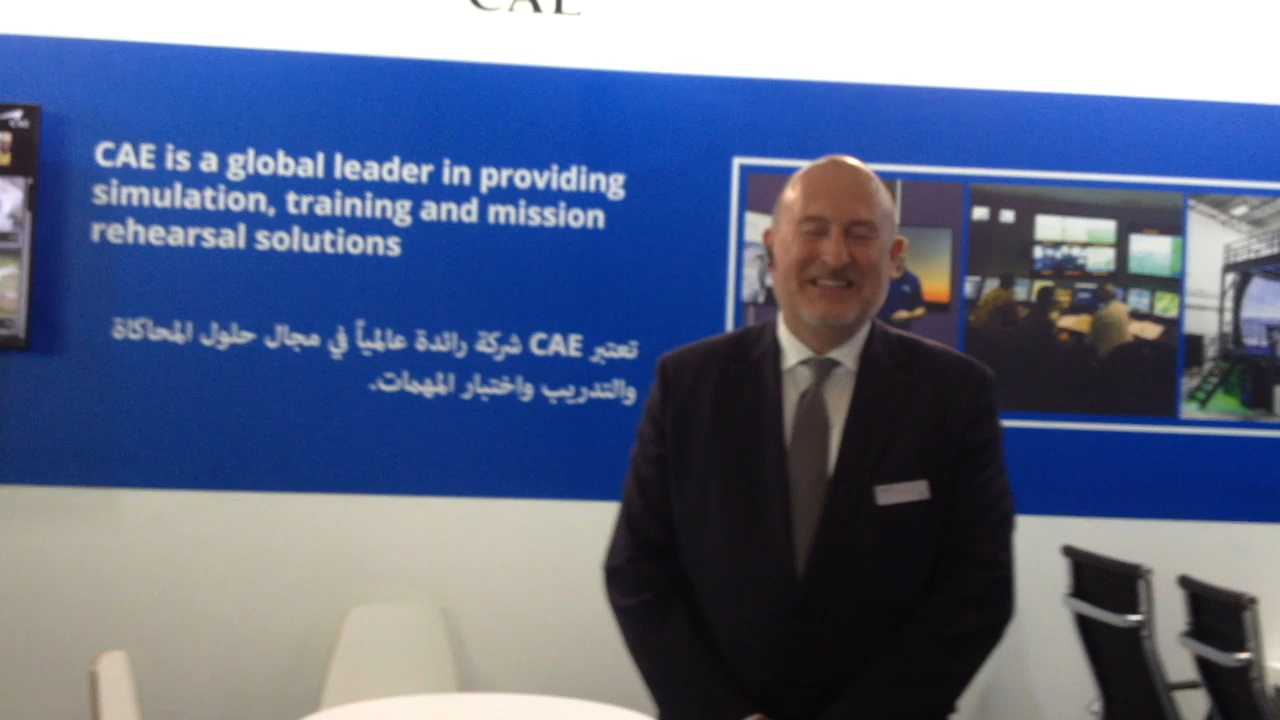 CAE
CAE is a global leader in providing
simulation, training and mission
rehearsal solutions
تعتبر CAE شركة رائدة عالمياً في مجال حلول المحاكاة
والتدريب واختبار المهمات.